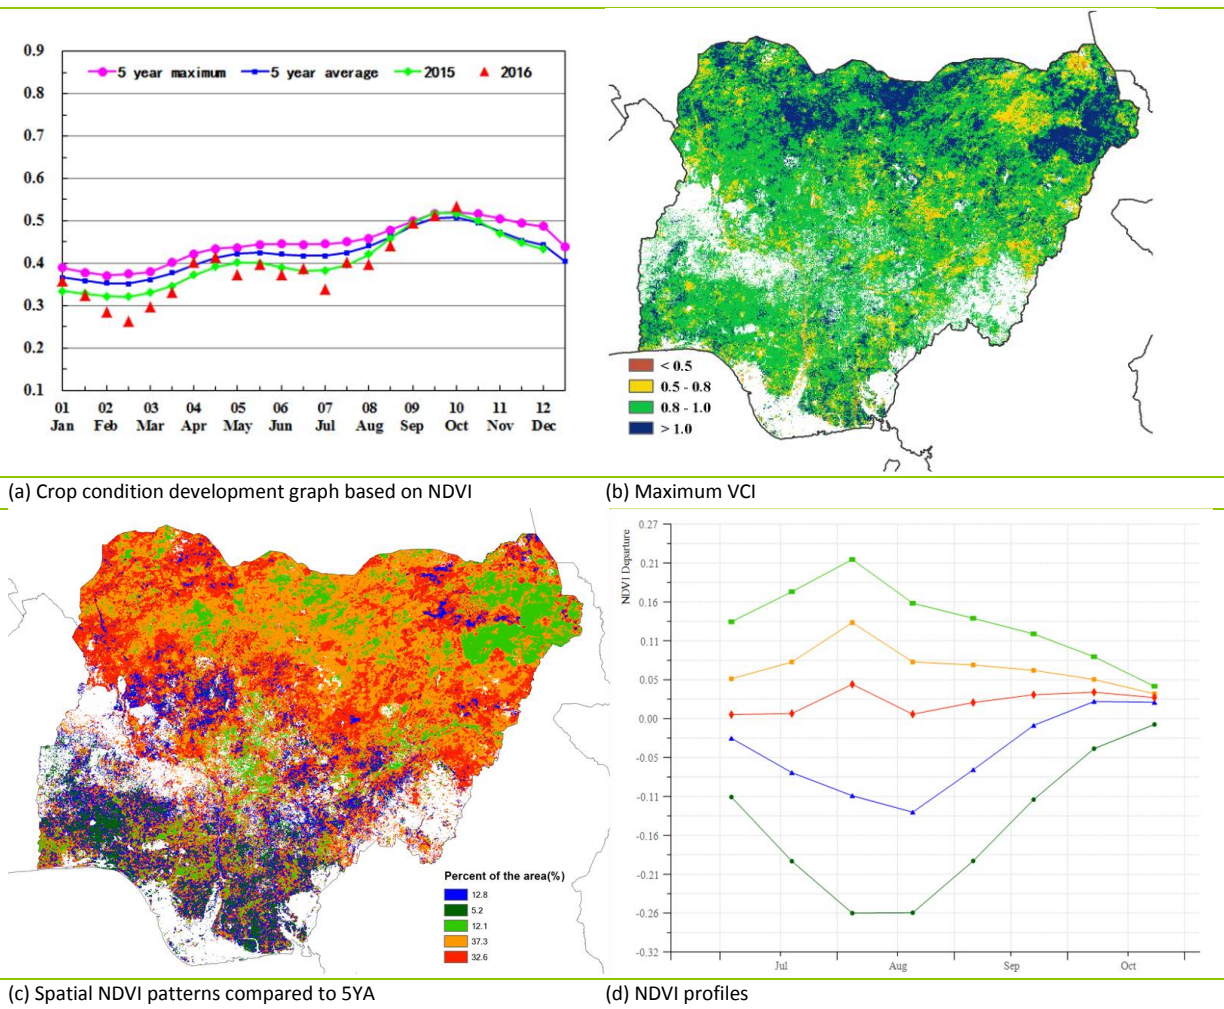 0.9
5 year maximum 5 year average 2015 2016
0.8
0.7
0.6
0.5
0.4
0.3
0.2
0.1
01 02 03 04 05 06 07 08 09 10 11 12
Jan Feb Mar Apr May Jun Jul Aug Sep Oct Nov Dec
< 0.5
0.5 - 0.8
0.8 - 1.0
> 1.0
(a) Crop condition development graph based on NDVI
(b) Maximum VCI
Percent of the area(%)
12.8
5.2
12.1
37.3
32.6
NDVI Departure
0.27
0.21
0.16
0.11
0.05
0.00
-0.05
-0.11
-0.16
-0.21
-0.26
-0.32
Jul Aug Sep Oct
(c) Spatial NDVI patterns compared to 5YA
(d) NDVI profiles